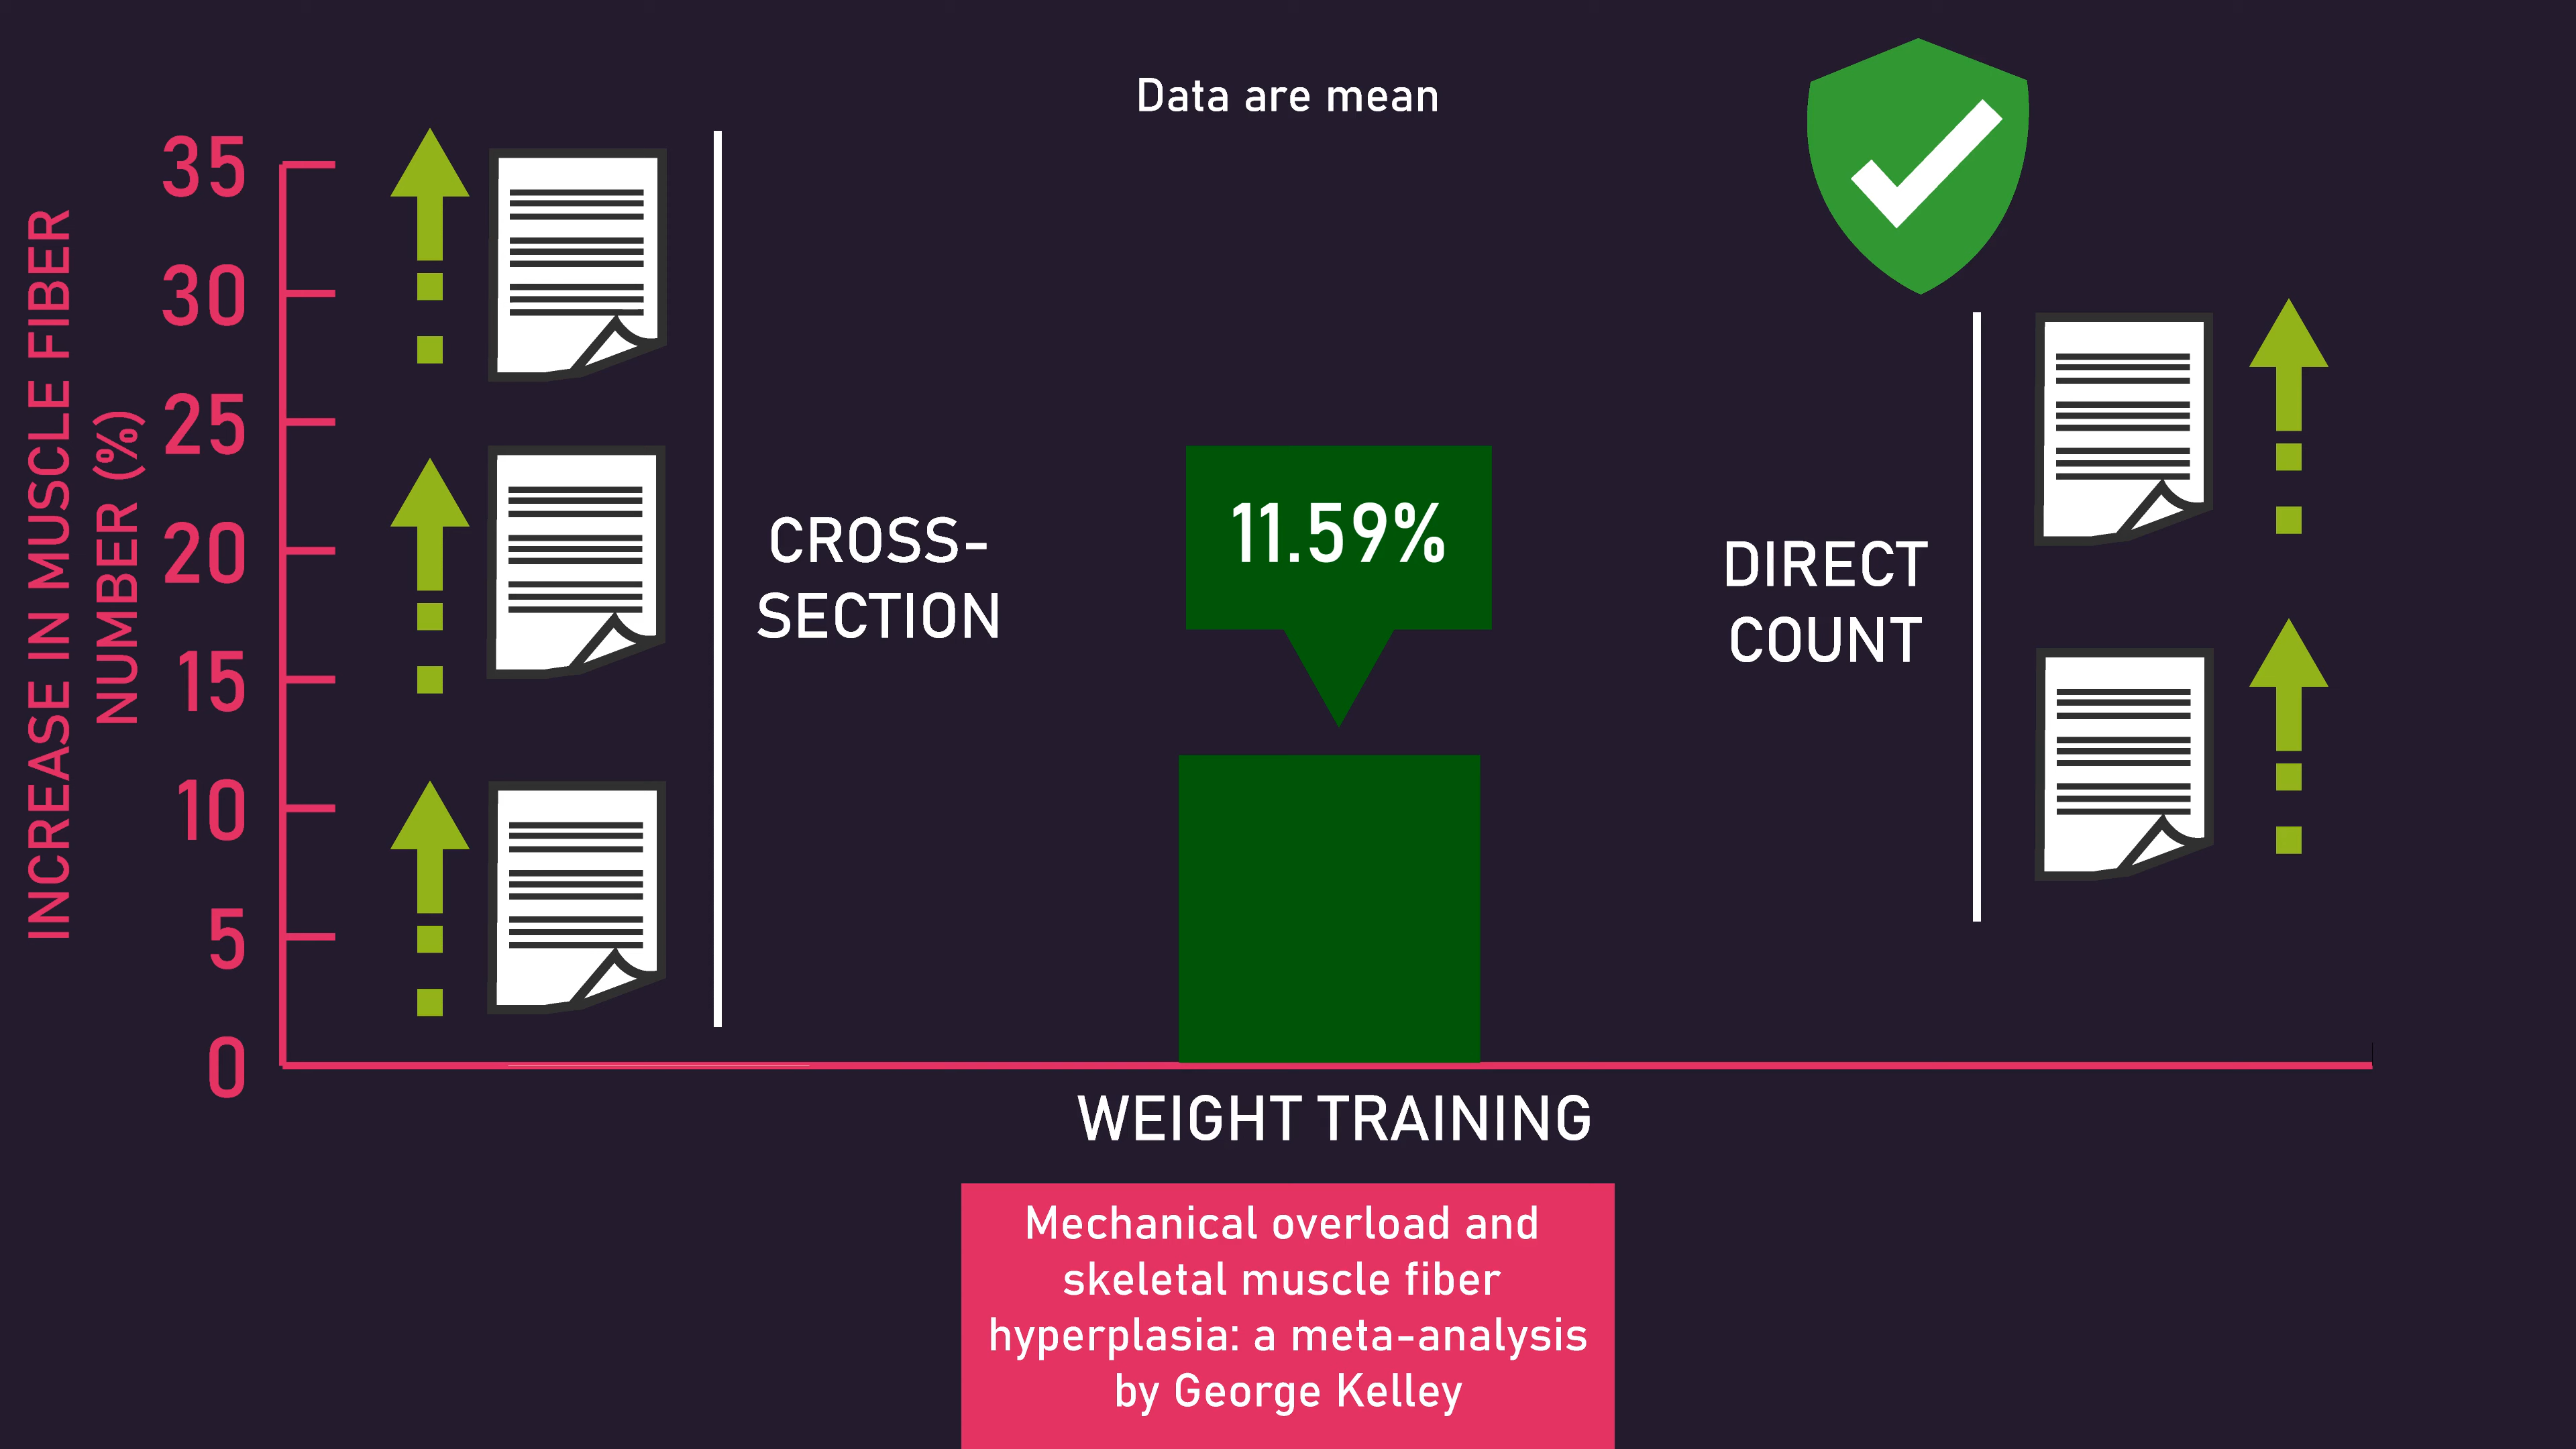 Data are mean
INCREASE IN MUSCLE FIBER
NUMBER (%)
35
30
25
20
15
10
5
0
CROSS-
SECTION
11.59%
DIRECT
COUNT
WEIGHT TRAINING
Mechanical overload and
skeletal muscle fiber
hyperplasia: a meta-analysis
by George Kelley